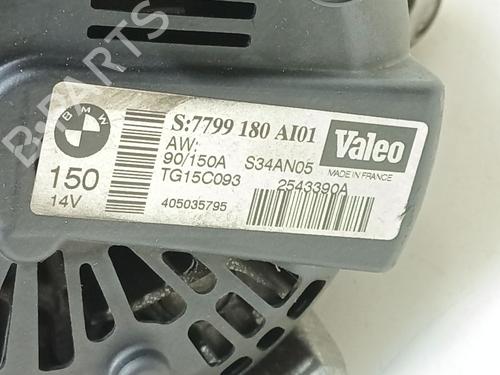 B-PARTS
BMW
S:7799 180 AI01
Valeo
AW:
90/150A S34AN05
MADE IN FRANCE
150
TG15C093 2543390A
14V
405035795